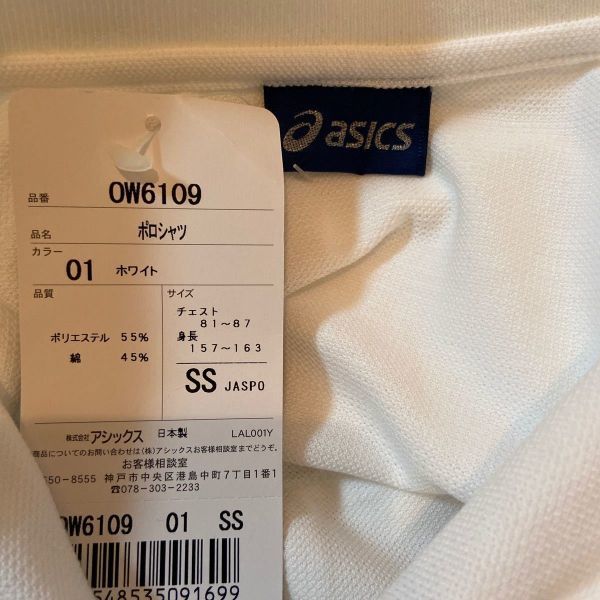 asics
品番 OW6109
品名 ポロシャツ
カラー
01 ホワイト
品質 サイズ
チェスト
81～87
ポリエステル 55% 身長
綿 45% 157～163
SS JASPO
株式会社アシックス 日本製 LAL001Y
商品についてのお問い合わせは(株)アシックスお客様相談室までどうぞ。
お客様相談室
50-8555 神戸市中央区港島中町7丁目1番1
☎078-303-2233
OW6109 01 SS
548535091699